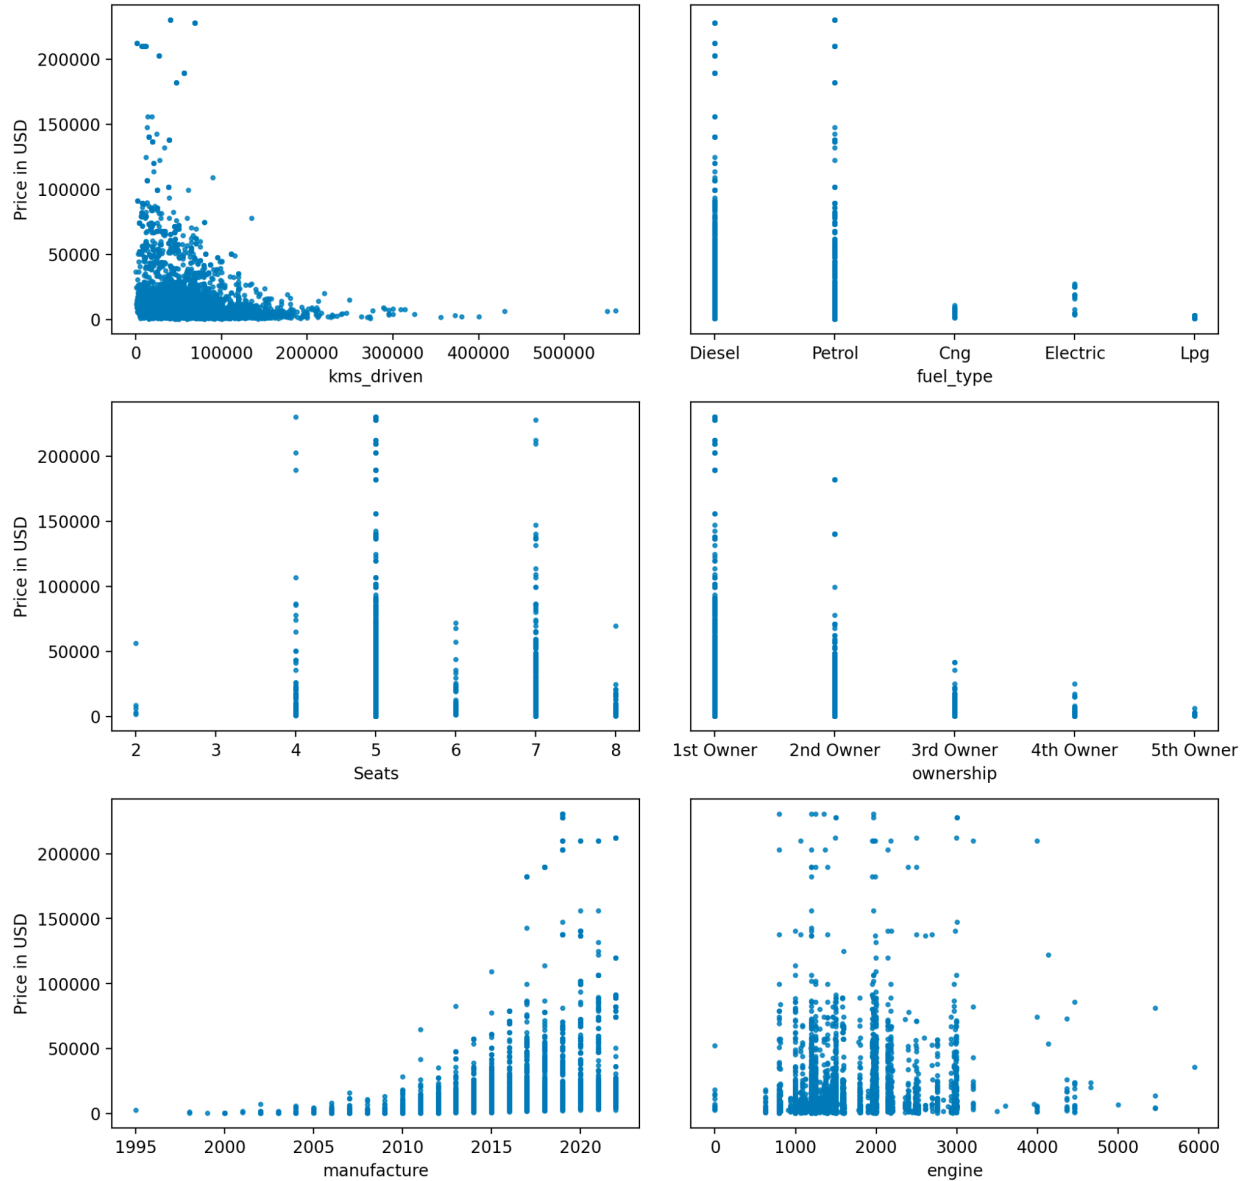 200000
150000
100000
50000
0
Price in USD
0 100000 200000 300000 400000 500000
kms_driven
Diesel Petrol Cng Electric Lpg
fuel_type
200000
150000
100000
50000
0
Price in USD
2 3 4 5 6 7 8
Seats
1st Owner 2nd Owner 3rd Owner 4th Owner 5th Owner
ownership
200000
150000
100000
50000
0
Price in USD
1995 2000 2005 2010 2015 2020
manufacture
0 1000 2000 3000 4000 5000 6000
engine